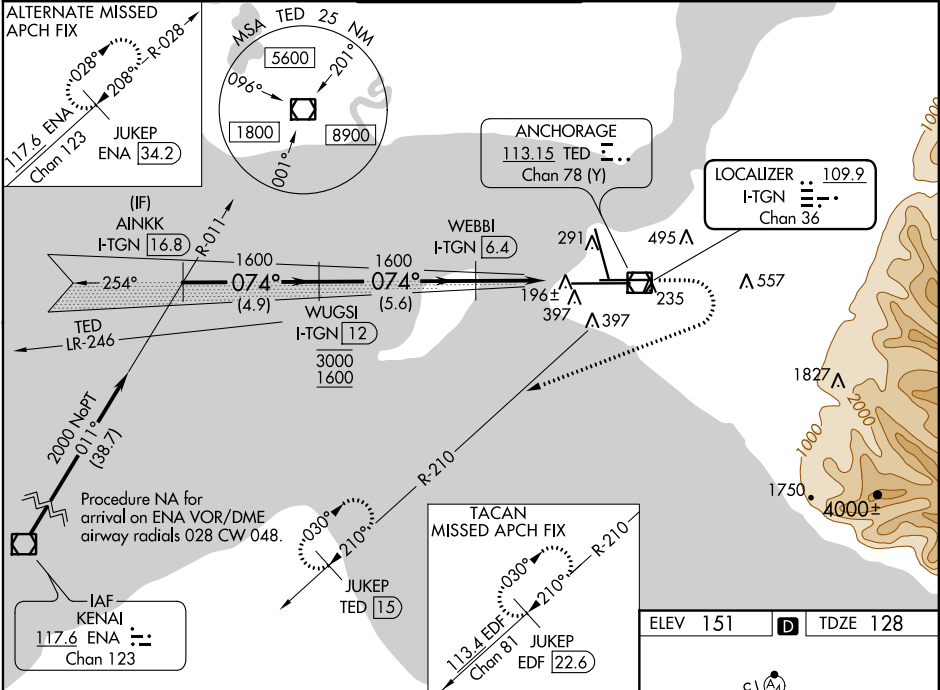 ALTERNATE MISSED
APCH FIX
R-028
028°
208°
117.6 ENA
Chan 123
JUKEP
ENA 34.2
MSA TED 25 NM
5600
201°
096°
1800
8900
001°
ANCHORAGE
113.15 TED
Chan 78 (Y)
LOCALIZER 109.9
I-TGN
Chan 36
1000
(IF)
AINKK
I-TGN 16.8
R-011
WEBBI
I-TGN 6.4
291
495
1600
1600
254°
074°
074°
(4.9)
(5.6)
196±
235
557
397
397
WUGSI
I-TGN 12
3000
1600
TED
LR-246
1827
2000
1000
2000 NoPT
011°
(38.7)
R-210
1750
4000±
Procedure NA for
arrival on ENA VOR/DME
airway radials 028 CW 048.
030°
210°
JUKEP
TED 15
TACAN
MISSED APCH FIX
R-210
030°
210°
113.4 EDF
Chan 81
JUKEP
EDF 22.6
IAF
KENAI
117.6 ENA
Chan 123
ELEV 151
D
TDZE 128
A4